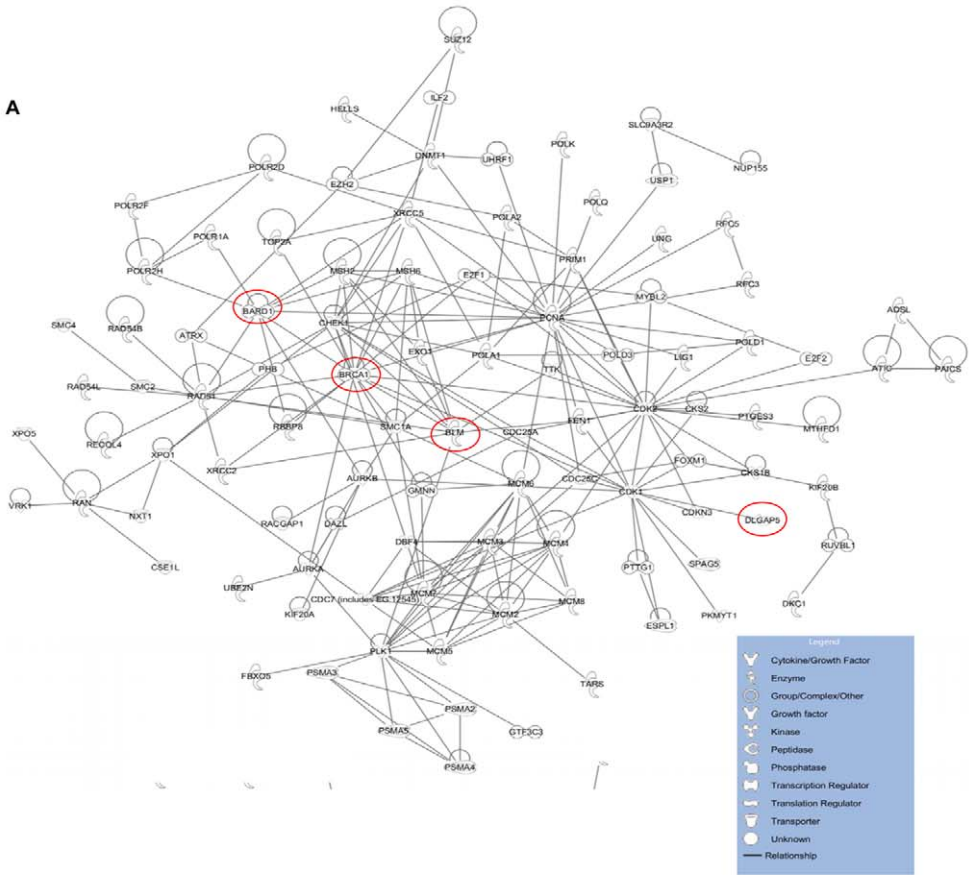 SUZ12
A
ILF2
HELLS
SLC9A3R2
POLK
DNMT1
UHRF1
NUP155
POLR2D
EZH2
USP1
POLQ
POLR2F
XRCC5
POLA2
RFC5
POLR1A
TOP2A
UNG
PRIM1
POLR2H
MSH2
MSH6
E2F1
RFC3
MYBL2
BARD1
ADSL
PCNA
CHEK1
SMC4
RAD54B
ATRX
POLD1
EXO1
POLA1
POLD3
LIG1
E2F2
PHB
TTK
ATIC
PAICS
BRCA1
RAD54L
SMC2
RAD51
CDK2
CKS2
PTGES3
MTHFD1
FEN1
RBBP8
SMC1A
BLM
CDC25A
XPO5
RECQL4
XPO1
FOXM1
XRCC2
CKS1B
AURKB
CDC25C
MCM6
KIF20B
GMNN
CDK1
VRK1
RAN
NXT1
CDKN3
DLGAP5
RACGAP1
DAZL
DBF4
MCM3
MCM4
RUVBL1
CSE1L
AURKA
PTTG1
SPAG5
UBE2N
CDC7 (includes EG:12545)
MCM7
MCM8
DKC1
KIF20A
MCM2
PKMYT1
ESPL1
PLK1
MCM5
FBXO5
PSMA3
TARS
PSMA2
PSMA5
GTF3C3
PSMA4
Legend
Cytokine/Growth Factor
Enzyme
Group/Complex/Other
Growth factor
Kinase
Peptidase
Phosphatase
Transcription Regulator
Translation Regulator
Transporter
Unknown
Relationship